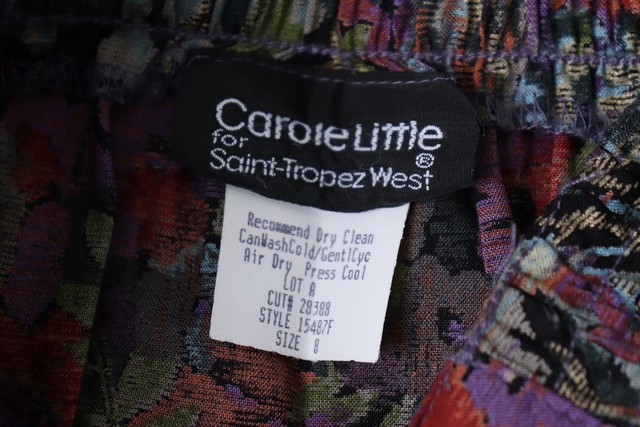 Carole Little
for ®
Saint-Tropez West
Recommend Dry Clean
CanWashCold/GentlCyc
Air Dry Press Cool
LOT A
CUT# 28388
STYLE 15487F
SIZE 8